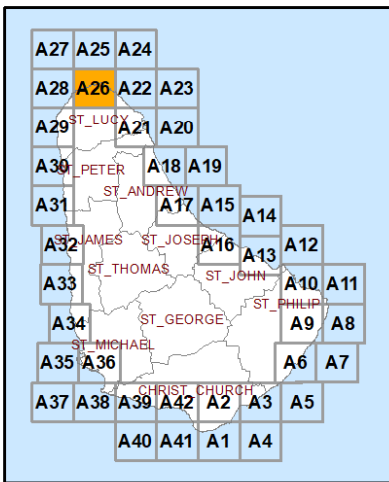 A27 A25 A24
A28 A26 A22 A23
A29 ST_LUCY A21 A20
A30 ST_PETER A18 A19
ST_ANDREW
A31 A17 A15 A14
A32 ST_JAMES ST_JOSEPH A16 A13 A12
ST_THOMAS ST_JOHN
A33 A10 A11
ST_PHILIP
A34 ST_GEORGE A9 A8
ST_MICHAEL
A35 A36 A6 A7
CHRIST_CHURCH
A37 A38 A39 A42 A2 A3 A5
A40 A41 A1 A4